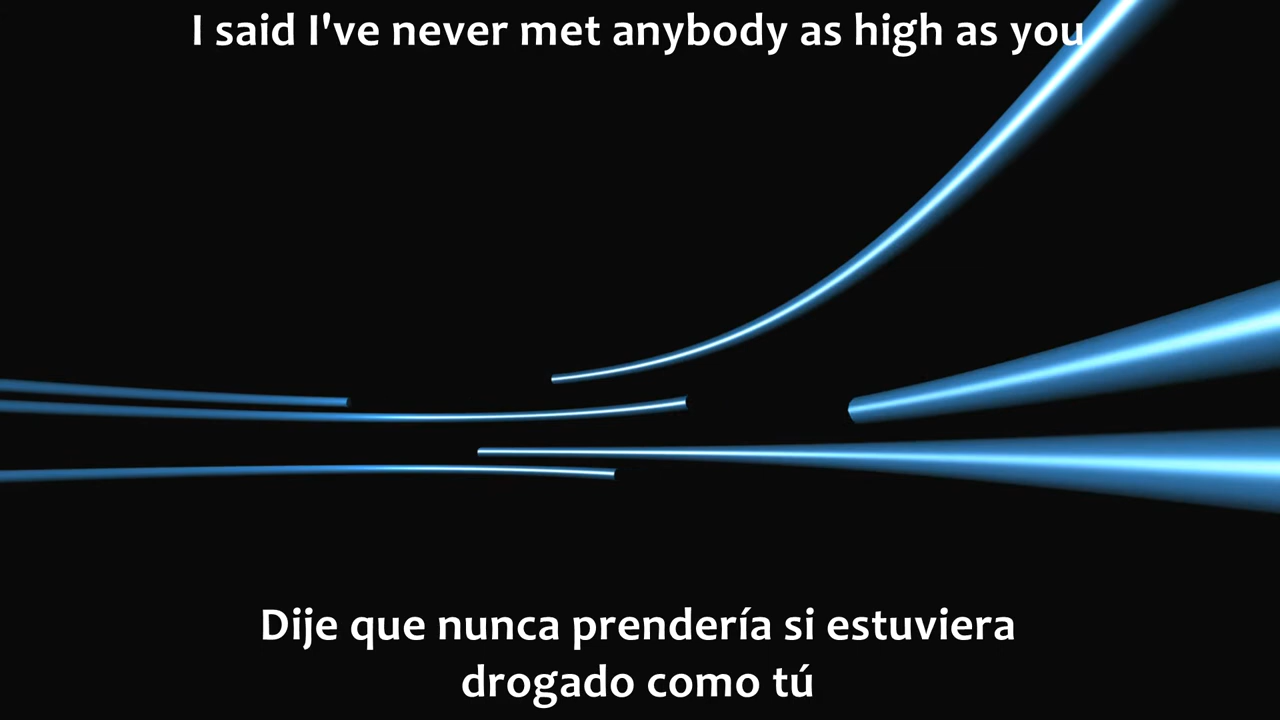 I said I've never met anybody as high as you
Dije que nunca prendería si estuviera
drogado como tú